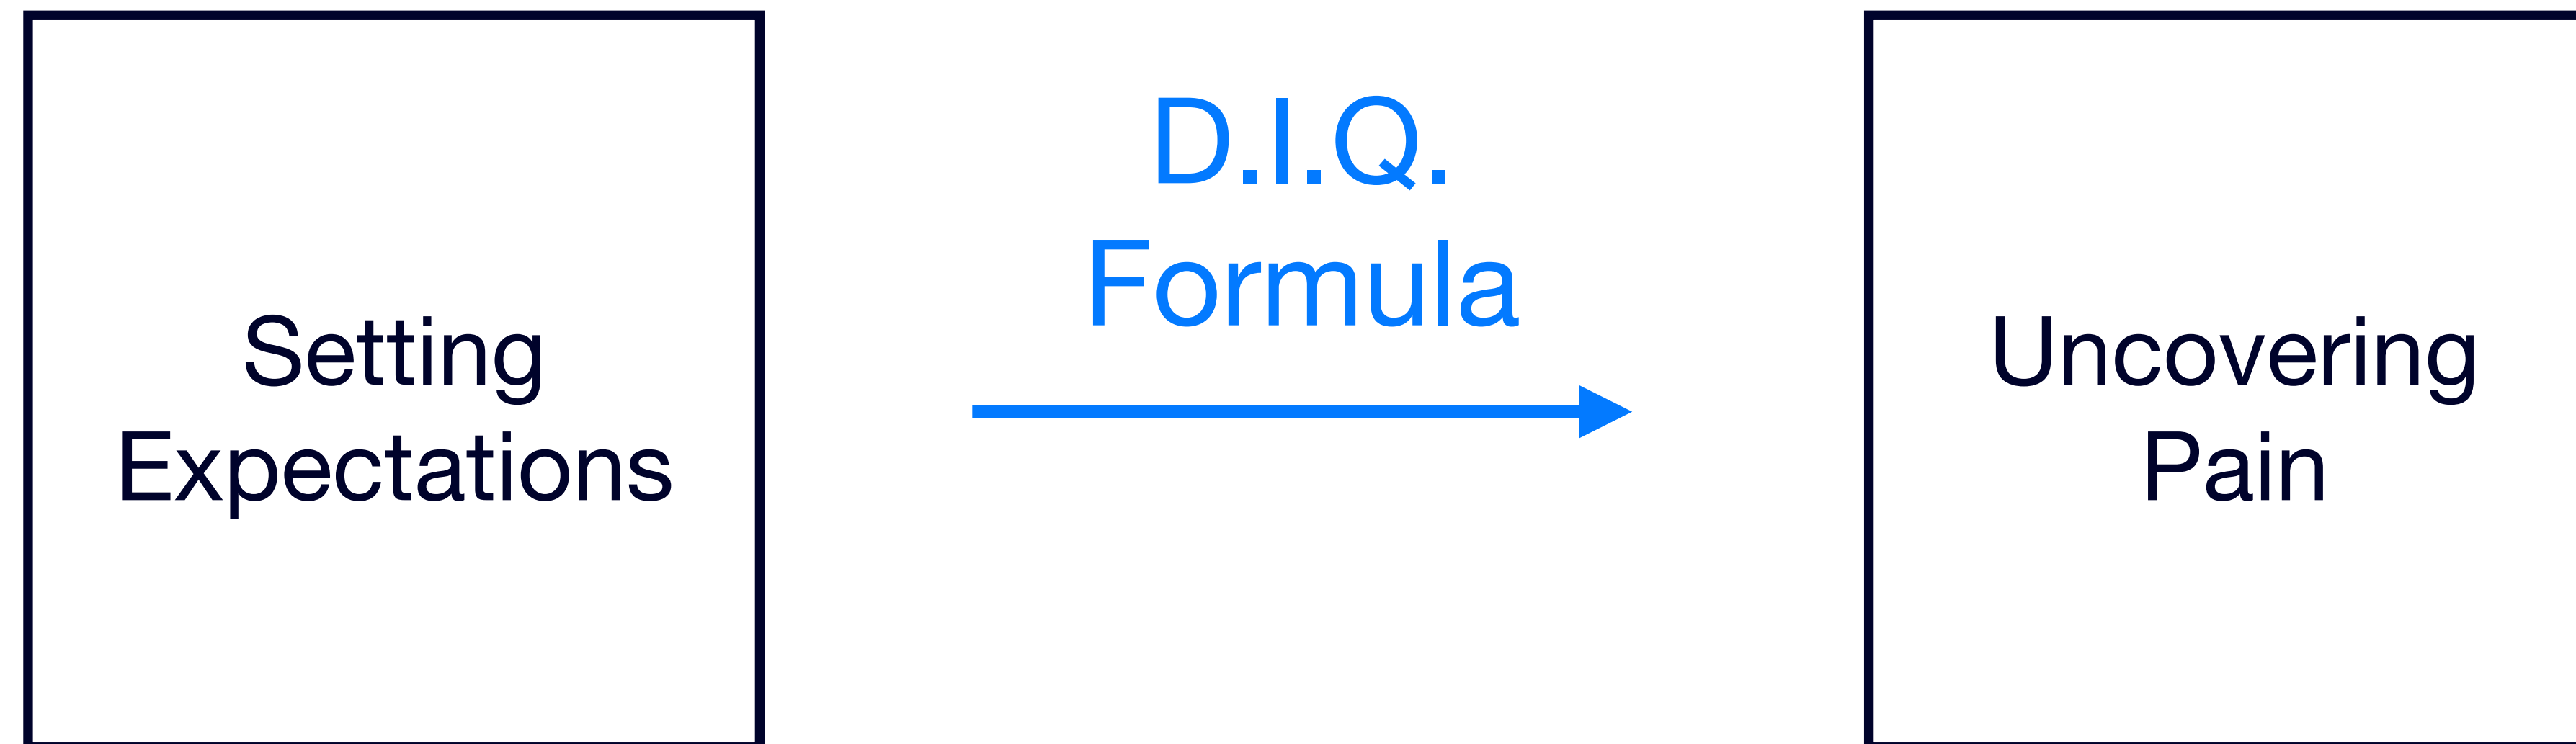 Setting
Expectations
D.I.Q.
Formula
Uncovering
Pain